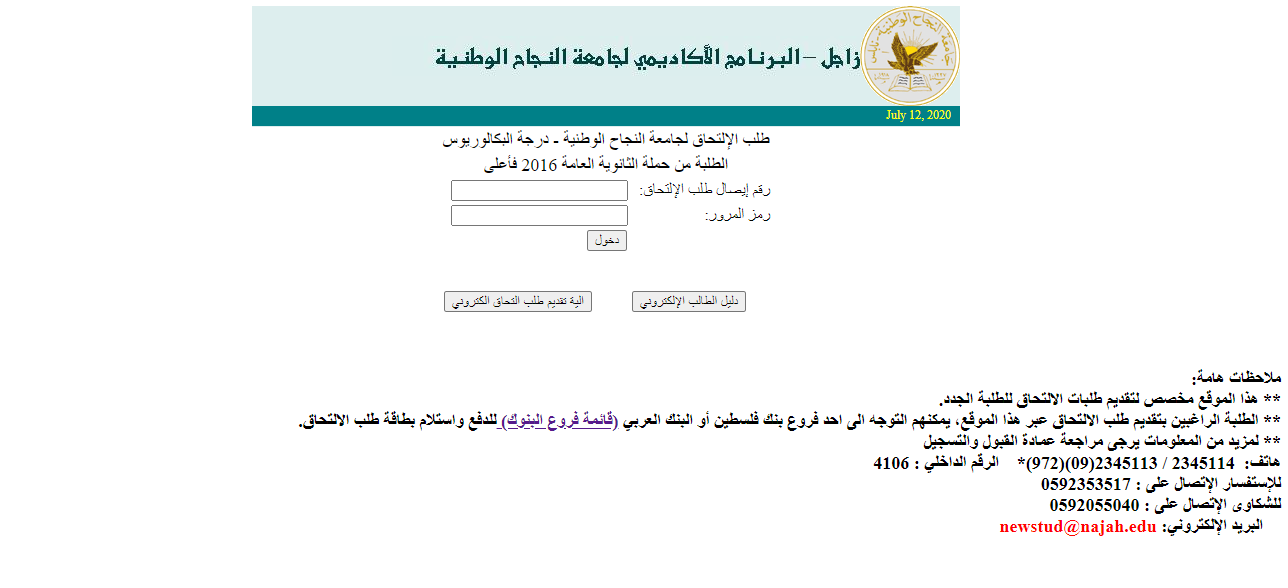 زاجل – البرنامج الأكاديمي لجامعة النجاح الوطنية
July 12, 2020
طلب الإلتحاق لجامعة النجاح الوطنية - درجة البكالوريوس
الطلبة من حملة الثانوية العامة 2016 فأعلى
رقم إيصال طلب الإلتحاق:
رمز المرور:
دخول
دليل الطالب الإلكتروني
الية تقديم طلب التحاق الكتروني
ملاحظات هامة:
** هذا الموقع مخصص لتقديم طلبات الالتحاق للطلبة الجدد.
** الطلبة الراغبين بتقديم طلب الالتحاق عبر هذا الموقع، يمكنهم التوجه الى احد فروع بنك فلسطين أو البنك العربي (قائمة فروع البنوك) للدفع واستلام بطاقة طلب الالتحاق.
** لمزيد من المعلومات يرجى مراجعة عمادة القبول والتسجيل
هاتف: 2345114 / 2345113(09)(972)* الرقم الداخلي : 4106
للإستفسار الإتصال على : 0592353517
للشكاوى الإتصال على : 0592055040
البريد الإلكتروني: newstud@najah.edu